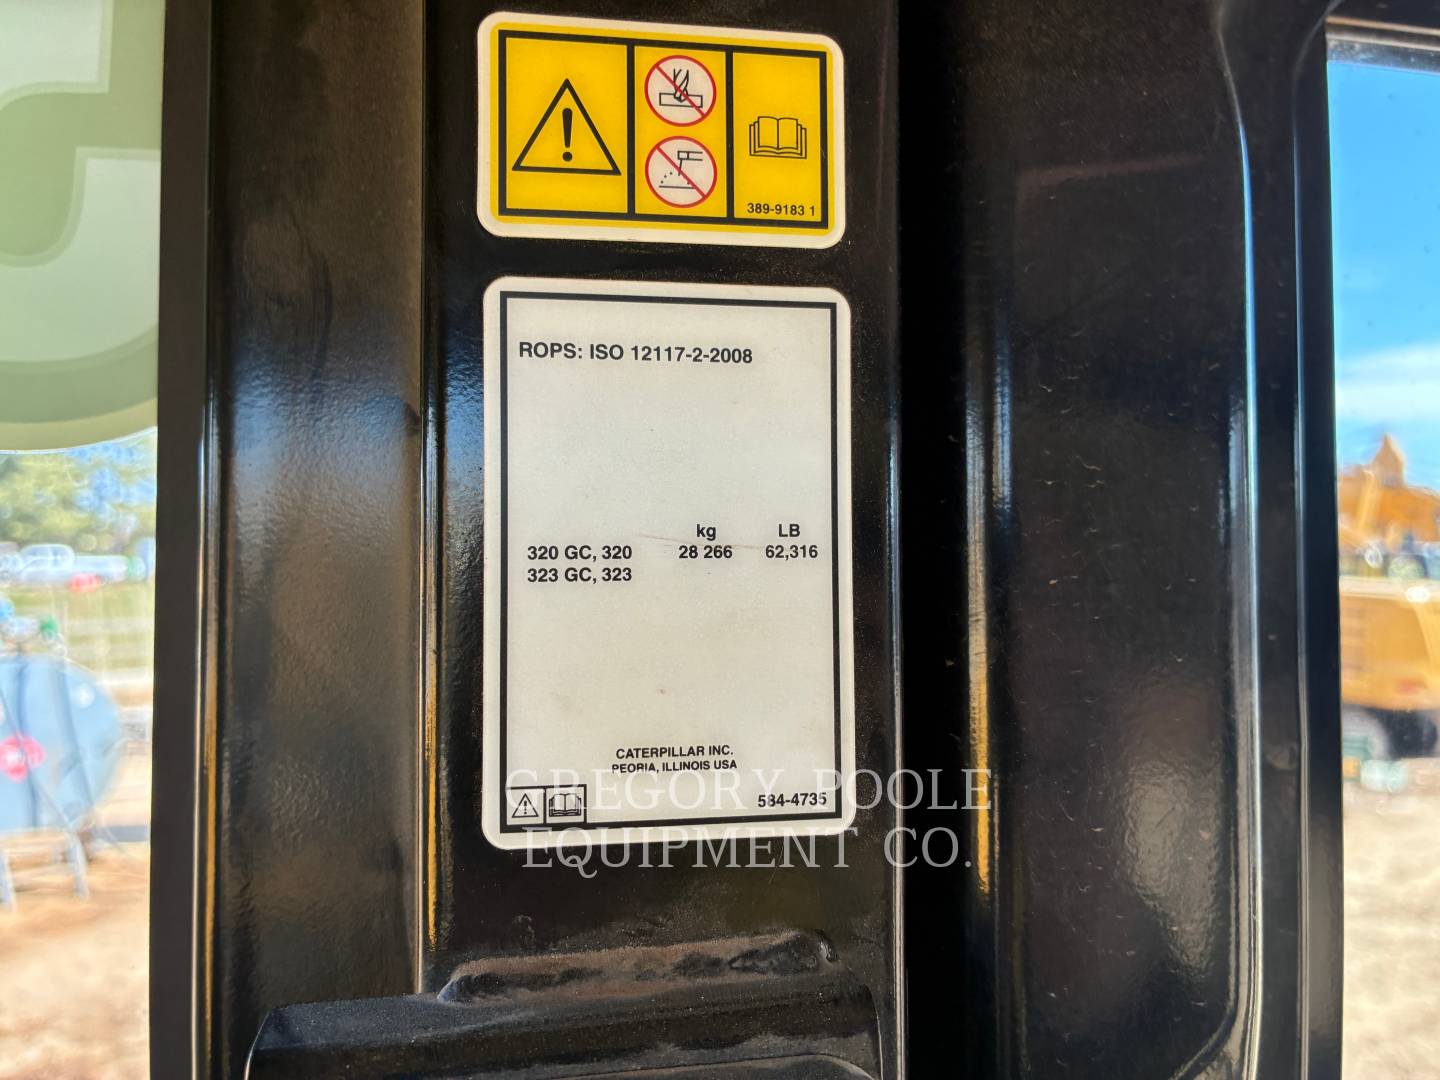 389-9183 1
ROPS: ISO 12117-2-2008
kg LB
320 GC, 320 28 266 62,316
323 GC, 323
CATERPILLAR INC.
PEORIA, ILLINOIS USA
584-4735
GREGORY POOLE
EQUIPMENT CO.